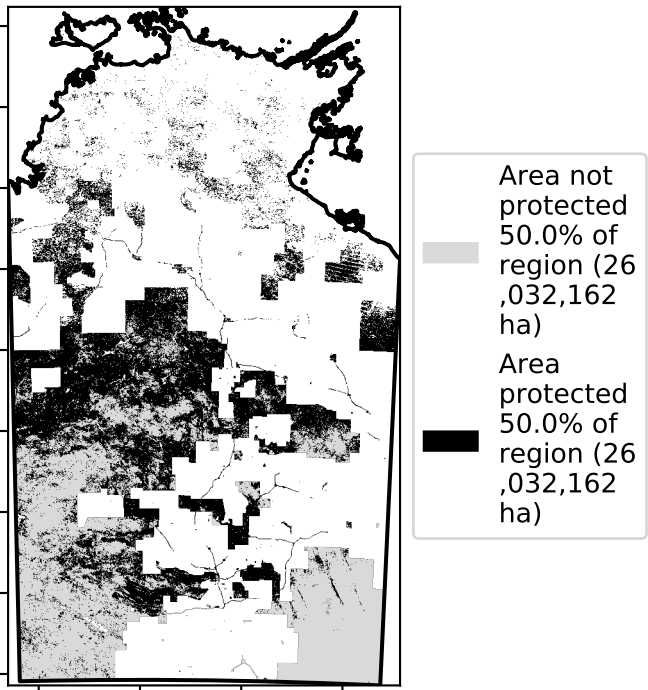 Area not
protected
50.0% of
region (26
,032,162
ha)
Area
protected
50.0% of
region (26
,032,162
ha)